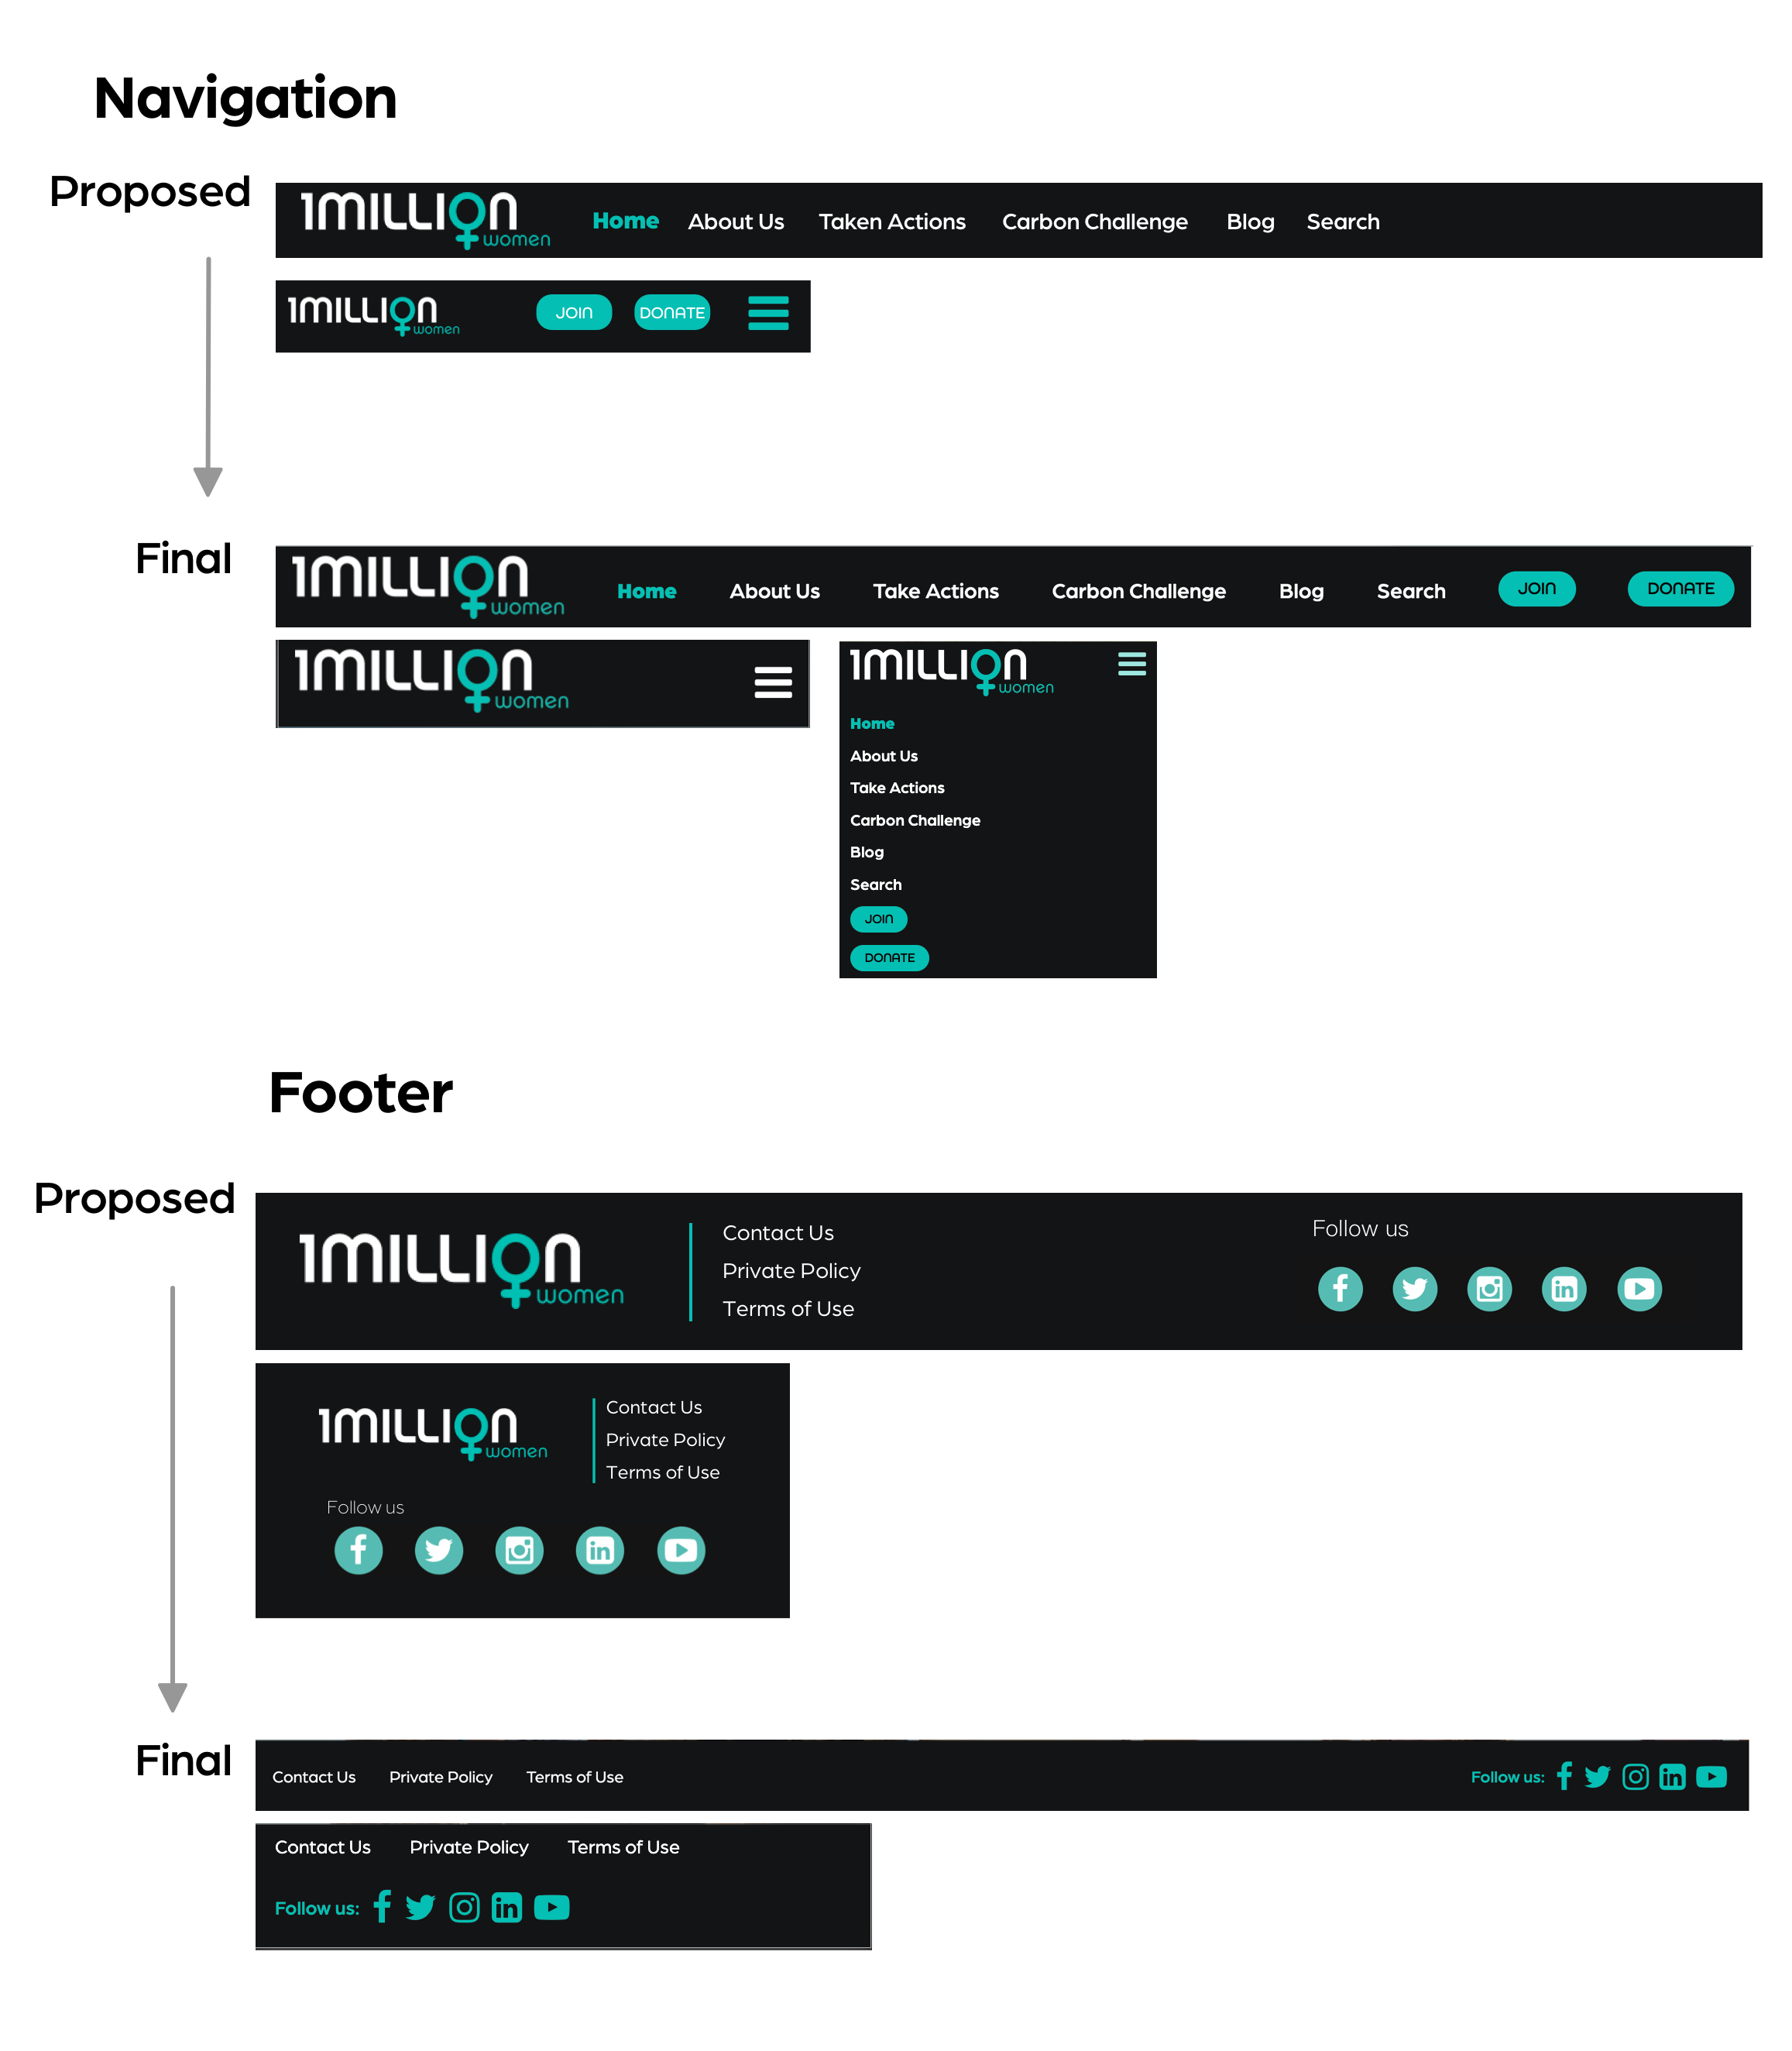 Navigation
Proposed
1MILLION women Home About Us Taken Actions Carbon Challenge Blog Search
1MILLION women JOIN DONATE
Final
1MILLION women Home About Us Take Actions Carbon Challenge Blog Search JOIN DONATE
1MILLION women
1MILLION women
Home
About Us
Take Actions
Carbon Challenge
Blog
Search
JOIN
DONATE
Footer
Proposed
1MILLION women
Contact Us
Private Policy
Terms of Use
Follow us
1MILLION women
Contact Us
Private Policy
Terms of Use
Follow us
Final
Contact Us Private Policy Terms of Use Follow us:
Contact Us Private Policy Terms of Use
Follow us: